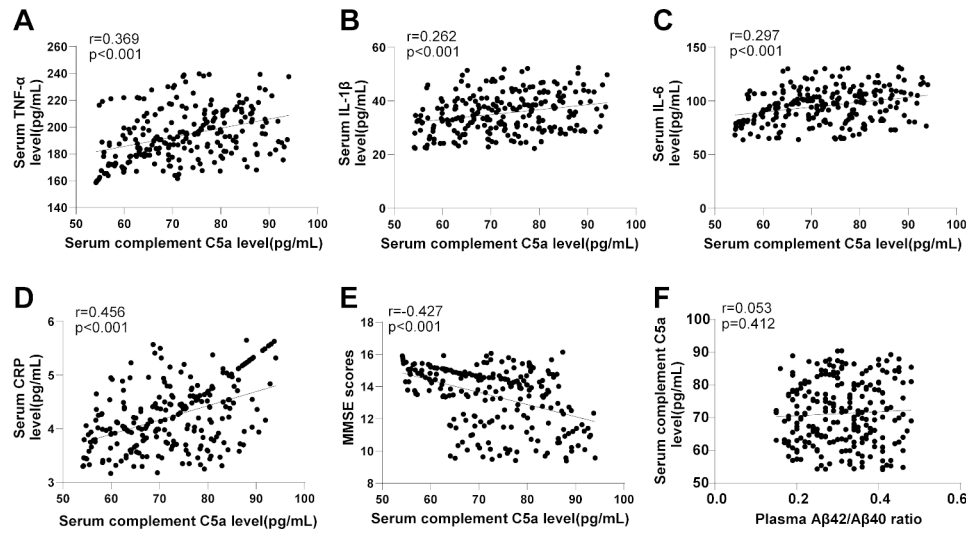 A
r=0.369
p<0.001
260
240
220
200
180
160
140
Serum TNF-α
level(pg/mL)
50 60 70 80 90 100
Serum complement C5a level(pg/mL)
B
r=0.262
p<0.001
60
40
20
0
Serum IL-1β
level(pg/mL)
50 60 70 80 90 100
Serum complement C5a level(pg/mL)
C
r=0.297
p<0.001
150
100
50
0
Serum IL-6
level(pg/mL)
50 60 70 80 90 100
Serum complement C5a level(pg/mL)
D
r=0.456
p<0.001
6
5
4
3
Serum CRP
level(pg/mL)
50 60 70 80 90 100
Serum complement C5a level(pg/mL)
E
r=-0.427
p<0.001
18
16
14
12
10
8
MMSE scores
50 60 70 80 90 100
Serum complement C5a level(pg/mL)
F
r=0.053
p=0.412
100
90
80
70
60
50
Serum complement C5a
level(pg/mL)
0.0 0.2 0.4 0.6
Plasma Aβ42/Aβ40 ratio